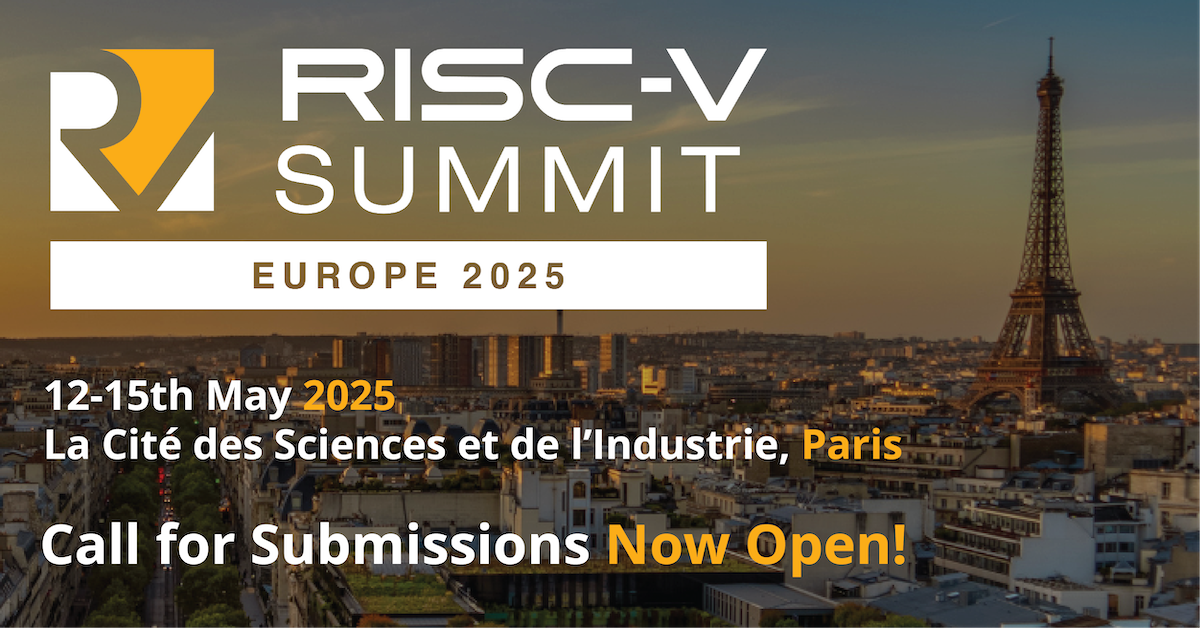 RISC-V
SUMMIT
EUROPE 2025
12-15th May 2025
La Cité des Sciences et de l’Industrie, Paris
Call for Submissions Now Open!